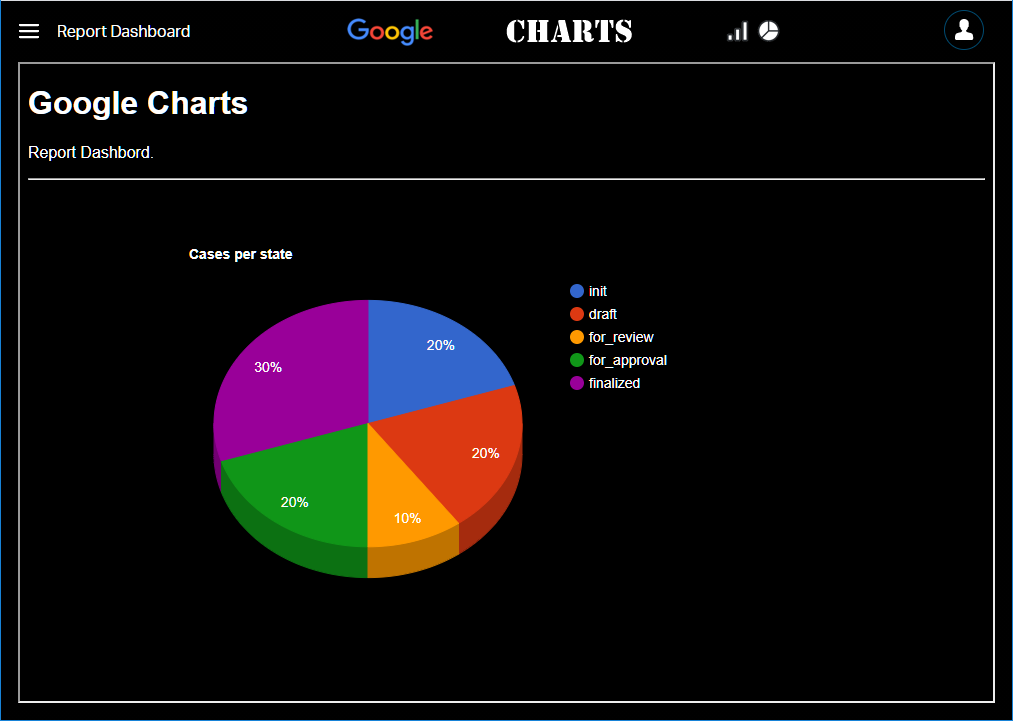 Report Dashboard
Google
CHARTS
Google Charts
Report Dashbord.
Cases per state
init
draft
for_review
for_approval
finalized
20%
30%
20%
20%
10%